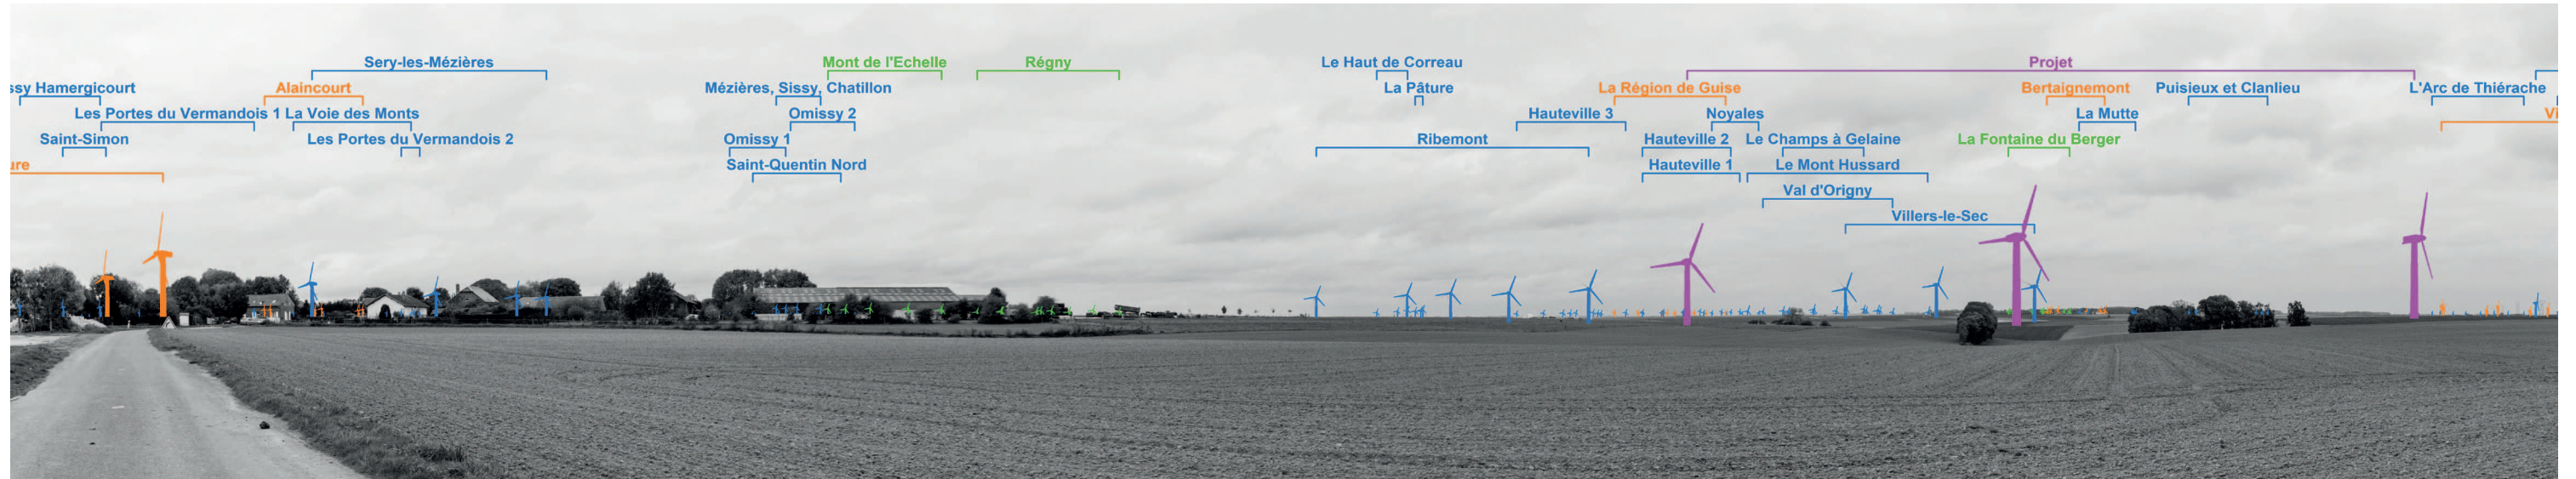 Sery-les-Mézières
Mont de l'Echelle
Régny
Le Haut de Correau
Projet
ssy Hamergicourt
Alaincourt
Mézières, Sissy, Chatillon
La Pâture
La Région de Guise
Bertaignemont
Puisieux et Clanlieu
L'Arc de Thiérache
Les Portes du Vermandois 1
La Voie des Monts
Omissy 2
Hauteville 3
Noyales
La Mutte
Vi
Saint-Simon
Les Portes du Vermandois 2
Omissy 1
Ribemont
Hauteville 2
Le Champs à Gelaine
La Fontaine du Berger
ure
Saint-Quentin Nord
Hauteville 1
Le Mont Hussard
Val d'Origny
Villers-le-Sec